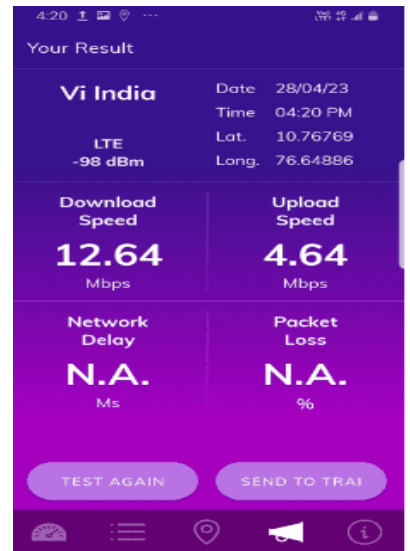 4:20
Your Result
Vi India
LTE
-98 dBm
Date 28/04/23
Time 04:20 PM
Lat. 10.76769
Long. 76.64886
Download
Speed
12.64
Mbps
Upload
Speed
4.64
Mbps
Network
Delay
N.A.
Ms
Packet
Loss
N.A.
%
TEST AGAIN
SEND TO TRAI